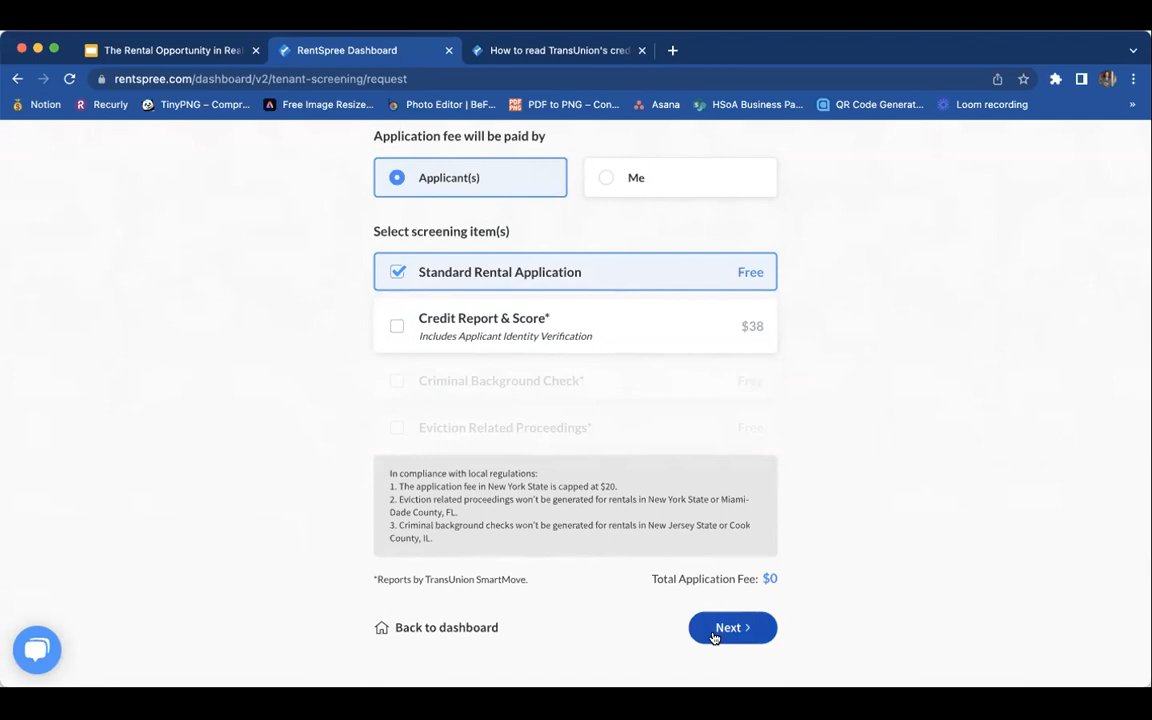 The Rental Opportunity in Rea
RentSpree Dashboard
How to read TransUnion's cred
rentspree.com/dashboard/v2/tenant-screening/request
Notion
Recurly
TinyPNG – Compr...
Free Image Resize...
Photo Editor | BeF...
PDF to PNG – Con...
Asana
HSoA Business Pa...
QR Code Generat...
Loom recording
»
Application fee will be paid by
Applicant(s)
Me
Select screening item(s)
Standard Rental Application
Free
Credit Report & Score*
Includes Applicant Identity Verification
$38
Criminal Background Check*
Free
Eviction Related Proceedings*
Free
In compliance with local regulations:
1. The application fee in New York State is capped at $20.
2. Eviction related proceedings won't be generated for rentals in New York State or Miami-
Dade County, FL.
3. Criminal background checks won't be generated for rentals in New Jersey State or Cook
County, IL.
*Reports by TransUnion SmartMove.
Total Application Fee: $0
Back to dashboard
Next >